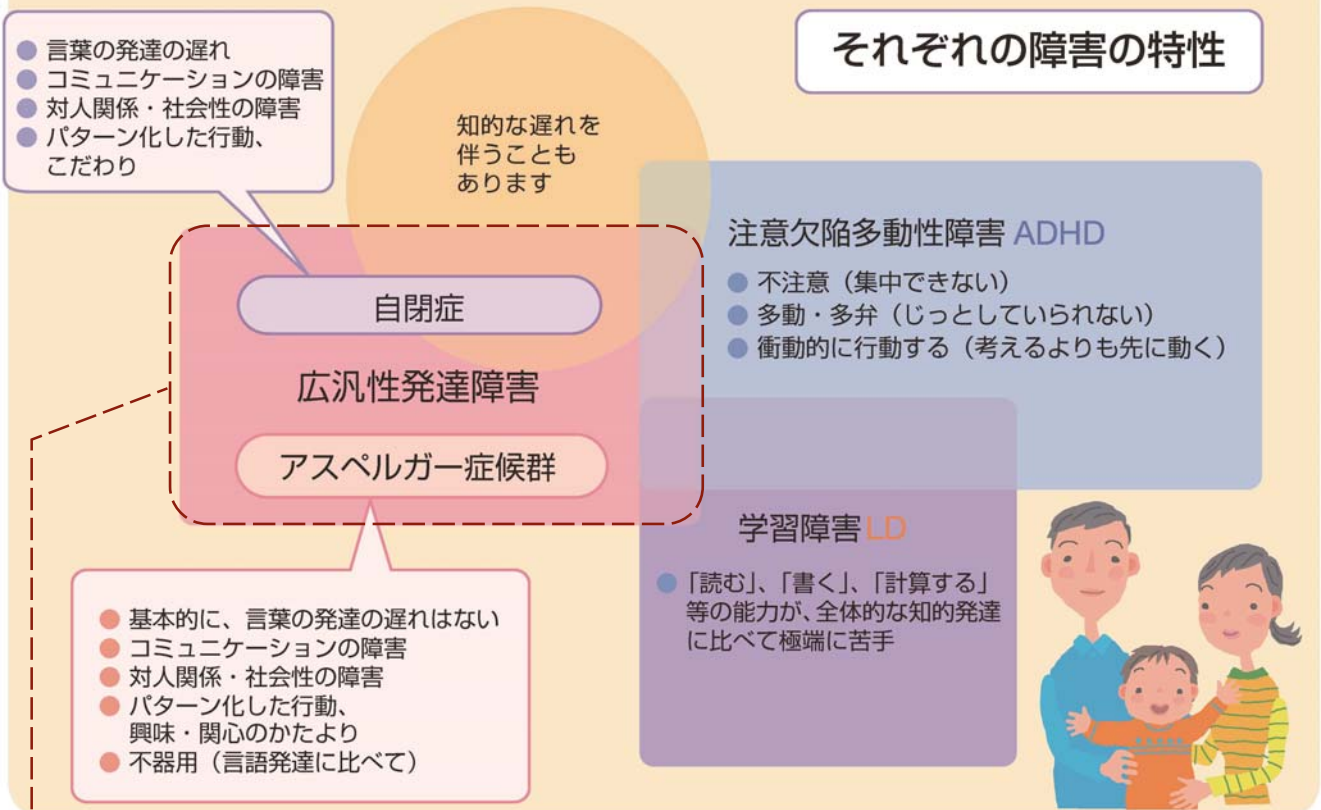 それぞれの障害の特性
● 言葉の発達の遅れ
● コミュニケーションの障害
● 対人関係・社会性の障害
● パターン化した行動、
こだわり
知的な遅れを
伴うことも
あります
自閉症
広汎性発達障害
アスペルガー症候群
● 基本的に、言葉の発達の遅れはない
● コミュニケーションの障害
● 対人関係・社会性の障害
● パターン化した行動、
興味・関心のかたより
● 不器用（言語発達に比べて）
注意欠陥多動性障害 ADHD
● 不注意（集中できない）
● 多動・多弁（じっとしていられない）
● 衝動的に行動する（考えるよりも先に動く）
学習障害 LD
● 「読む」、「書く」、「計算する」
等の能力が、全体的な知的発達
に比べて極端に苦手